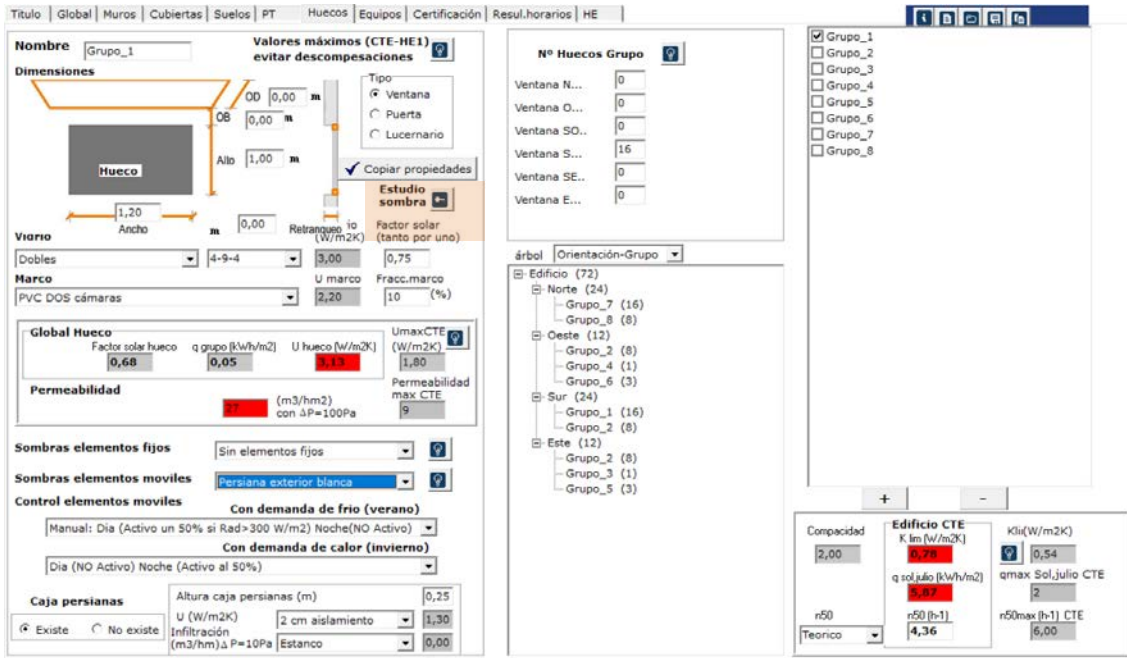 Titulo Global Muros Cubiertas Suelos PT Huecos Equipos Certificación Resul.horarios HE
Nombre Grupo_1
Valores máximos (CTE-HE1)
evitar descompesaciones
Dimensiones
OD 0,00 m
OB 0,00 m
Alto 1,00 m
Hueco
1,20
Ancho
m 0,00
Retranqueo
Tipo
Ventana
Puerta
Lucernario
Copiar propiedades
Estudio
sombra
Vidrio
(W/m2K)
Factor solar
(tanto por uno)
Dobles 4-9-4 3,00 0,75
Marco U marco Fracc.marco
PVC DOS cámaras 2,20 10 (%)
Global Hueco
Factor solar hueco q grupo (kWh/m2) U hueco (W/m2K)
0,68 0,05 3,13
UmaxCTE
(W/m2K)
1,80
Permeabilidad
27 (m3/hm2)
con ΔP=100Pa
Permeabilidad
max CTE
9
Sombras elementos fijos Sin elementos fijos
Sombras elementos moviles Persiana exterior blanca
Control elementos moviles
Con demanda de frio (verano)
Manual: Dia (Activo un 50% si Rad>300 W/m2) Noche(NO Activo)
Con demanda de calor (invierno)
Dia (NO Activo) Noche (Activo al 50%)
Caja persianas
Existe No existe
Altura caja persianas (m) 0,25
U (W/m2K) 2 cm aislamiento 1,30
Infiltración
(m3/hm)Δ P=10Pa Estanco 0,00
Nº Huecos Grupo
Ventana N... 0
Ventana O... 0
Ventana SO.. 0
Ventana S... 16
Ventana SE.. 0
Ventana E... 0
árbol Orientación-Grupo
Edificio (72)
Norte (24)
Grupo_7 (16)
Grupo_8 (8)
Oeste (12)
Grupo_2 (8)
Grupo_4 (1)
Grupo_6 (3)
Sur (24)
Grupo_1 (16)
Grupo_2 (8)
Este (12)
Grupo_2 (8)
Grupo_3 (1)
Grupo_5 (3)
Grupo_1
Grupo_2
Grupo_3
Grupo_4
Grupo_5
Grupo_6
Grupo_7
Grupo_8
+ -
Compacidad
2,00
n50
Teorico
Edificio CTE
K lim (W/m2K)
0,78
q sol,julio (kWh/m2)
5,87
n50 (h-1)
4,36
Klii(W/m2K)
0,54
qmax Sol,julio CTE
2
n50max (h-1) CTE
6,00